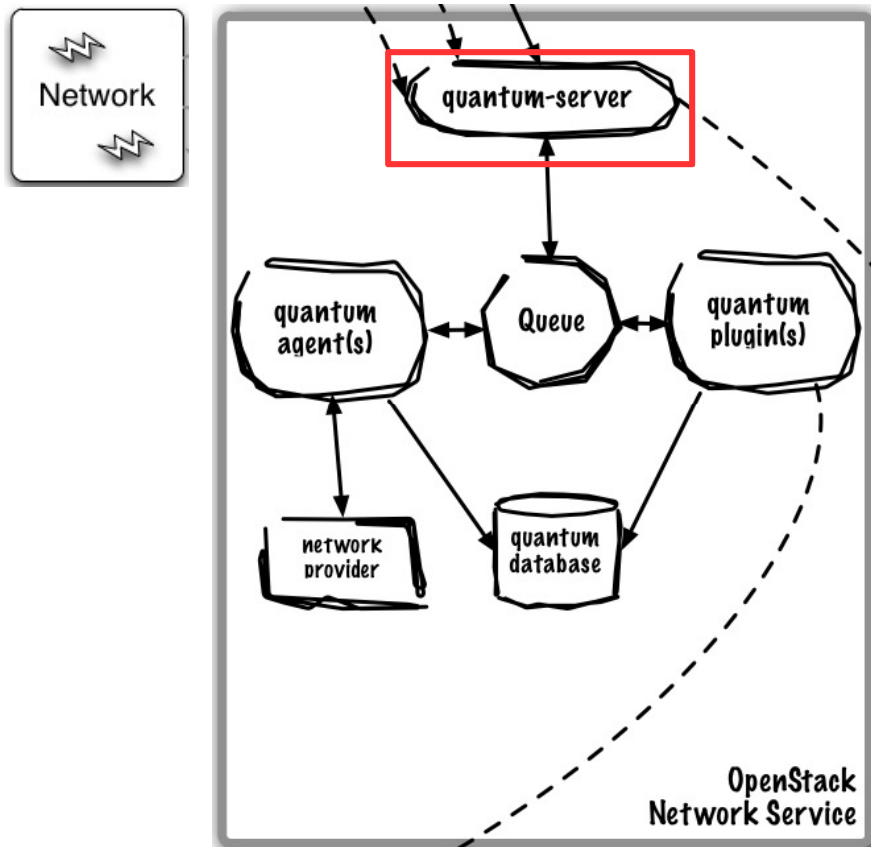 Network
quantum-server
quantum
agent(s)
Queue
quantum
plugin(s)
network
provider
quantum
database
OpenStack
Network Service